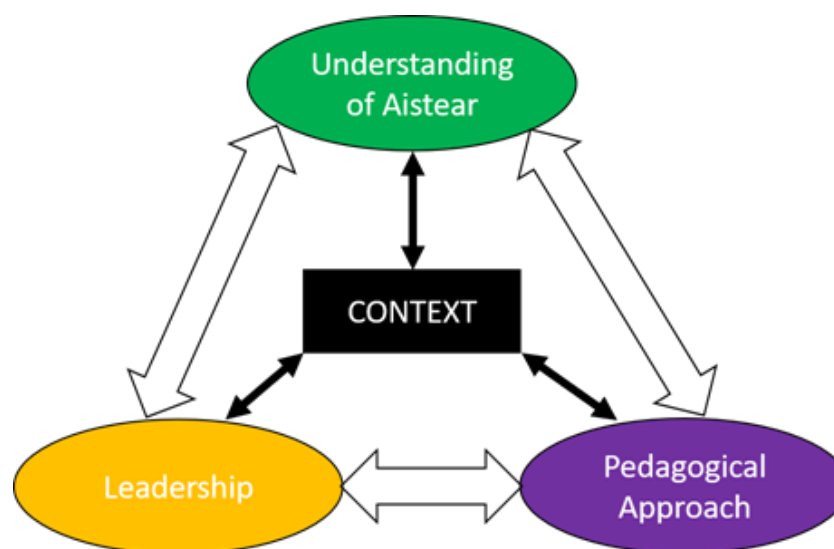 Understanding
of Aistear
CONTEXT
Leadership
Pedagogical
Approach